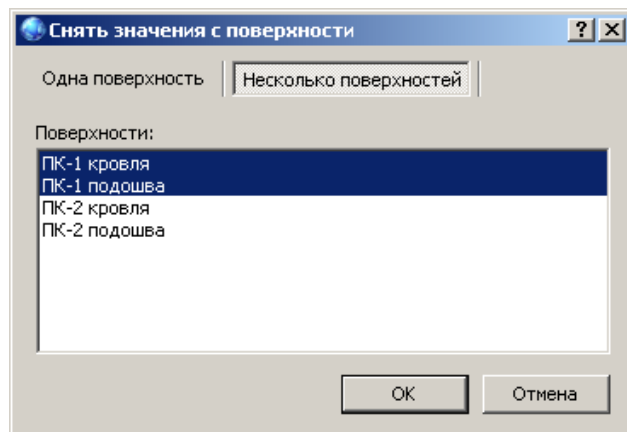 Снять значения с поверхности
Одна поверхность Несколько поверхностей
Поверхности:
ПК-1 кровля
ПК-1 подошва
ПК-2 кровля
ПК-2 подошва
OK Отмена